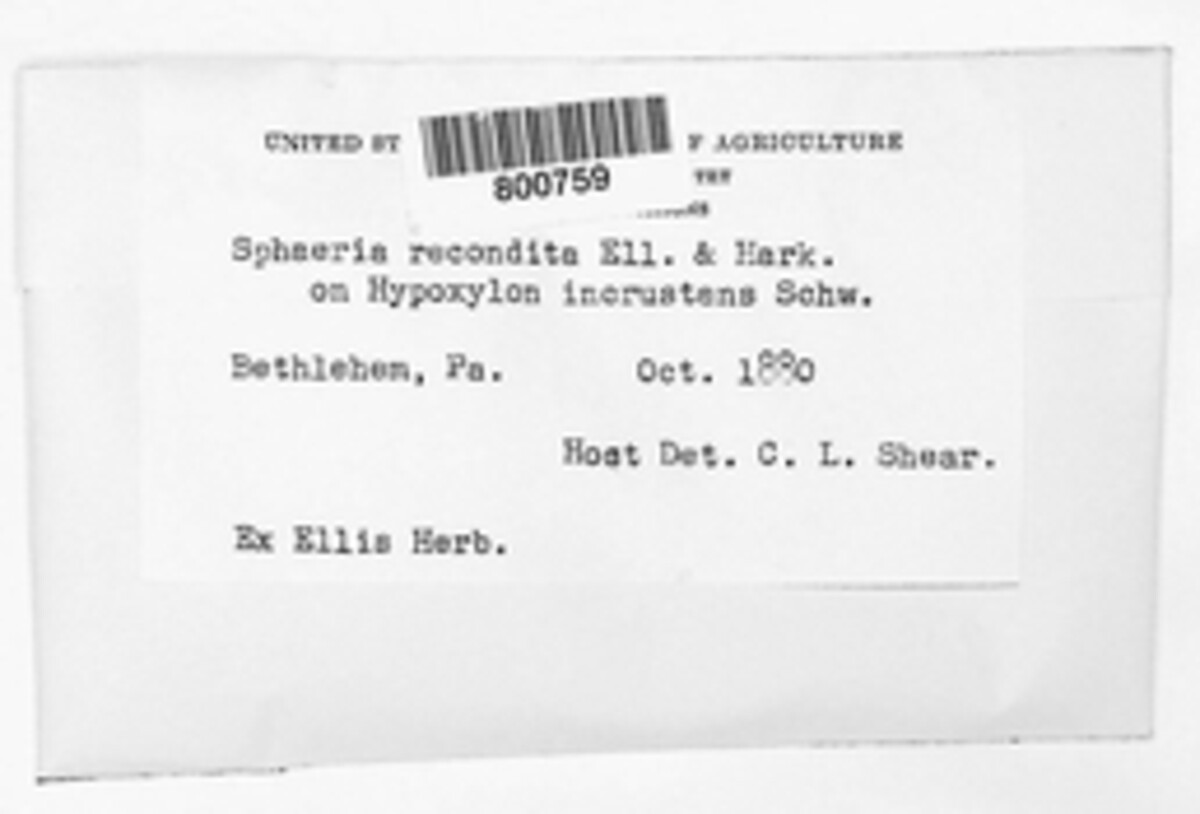 UNITED ST F AGRICULTURE
800759
TRY
Sphaeria recondita Ell. & Hark.
on Hypoxylon incrustens Schw.
Bethlehem, Pa. Oct. 1880
Host Det. C. L. Shear.
Ex Ellis Herb.